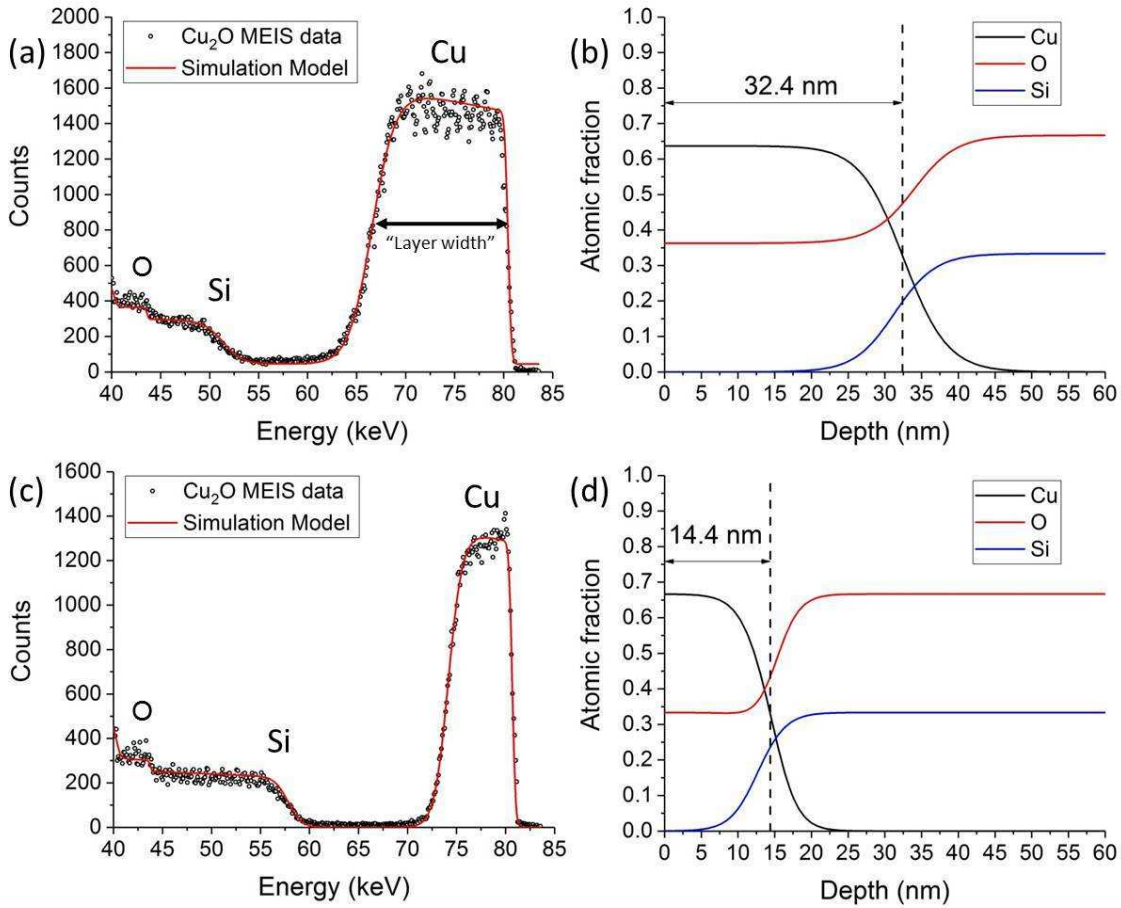 (a)
2000
1800
1600
1400
1200
1000
800
600
400
200
0
Counts
Cu₂O MEIS data
Simulation Model
Cu
"Layer width"
O
Si
40 45 50 55 60 65 70 75 80 85
Energy (keV)
(b)
1.0
0.9
0.8
0.7
0.6
0.5
0.4
0.3
0.2
0.1
0.0
Atomic fraction
Cu
O
Si
32.4 nm
0 5 10 15 20 25 30 35 40 45 50 55 60
Depth (nm)
(c)
1600
1400
1200
1000
800
600
400
200
0
Counts
Cu₂O MEIS data
Simulation Model
Cu
O
Si
40 45 50 55 60 65 70 75 80 85
Energy (keV)
(d)
1.0
0.9
0.8
0.7
0.6
0.5
0.4
0.3
0.2
0.1
0.0
Atomic fraction
Cu
O
Si
14.4 nm
0 5 10 15 20 25 30 35 40 45 50 55 60
Depth (nm)